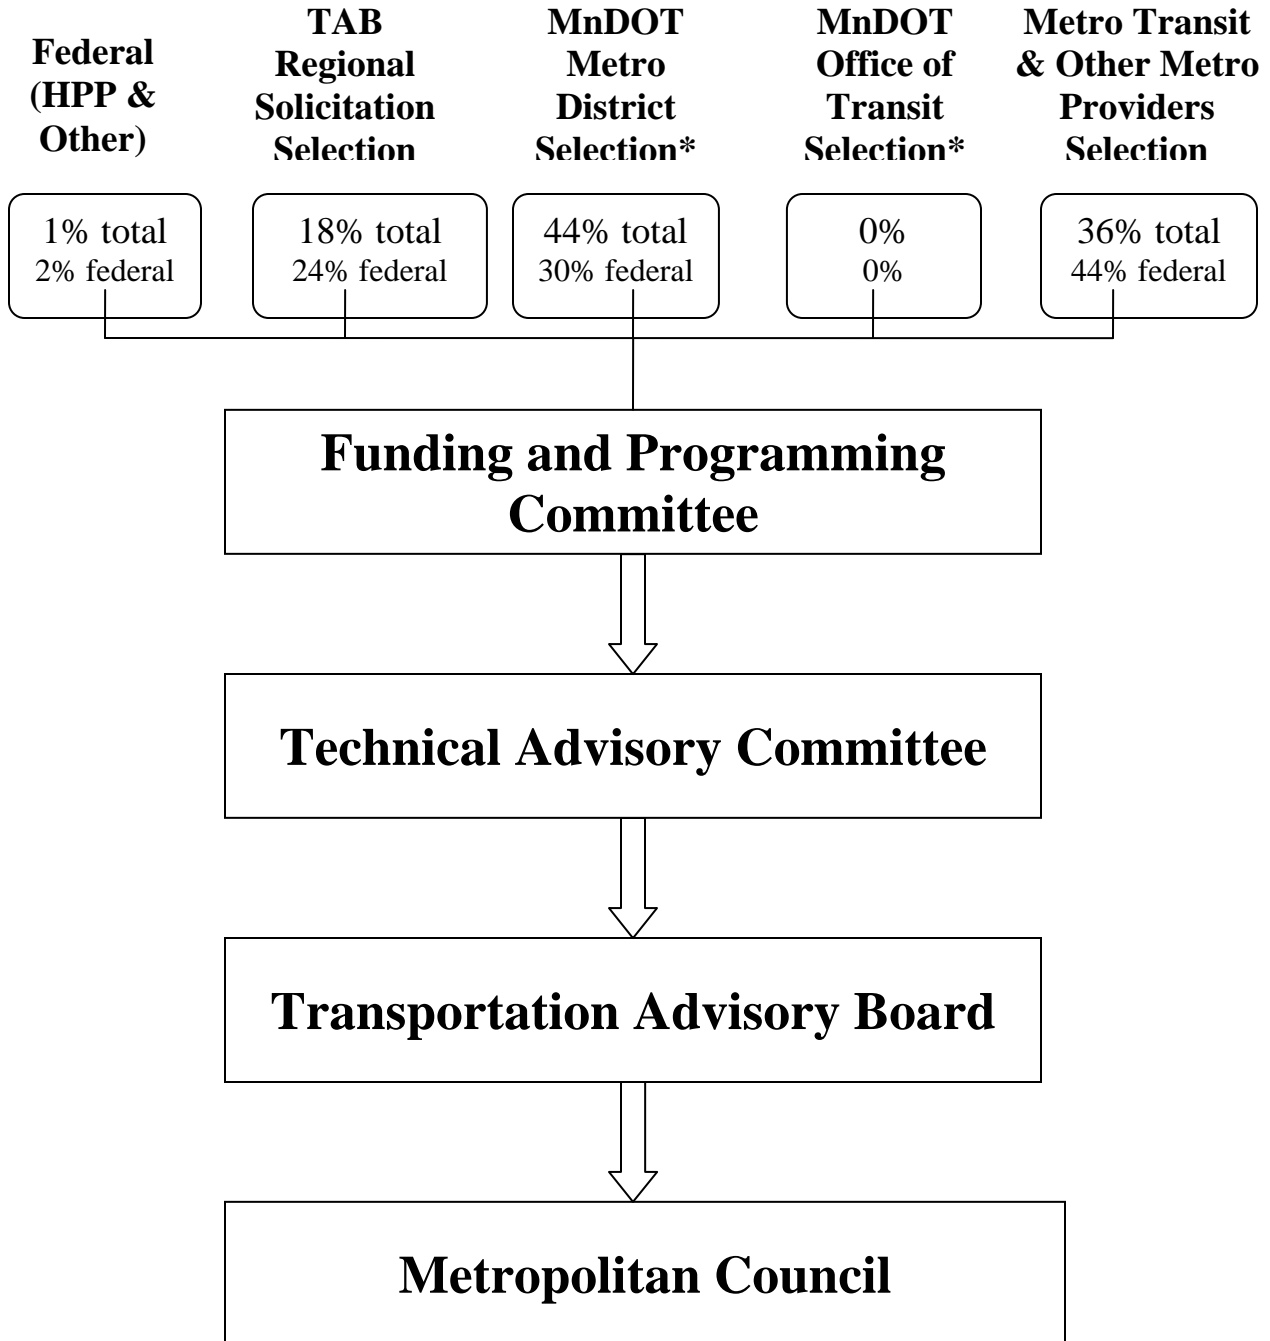 Federal
(HPP &
Other)
TAB
Regional
Solicitation
Selection
MnDOT
Metro
District
Selection*
MnDOT
Office of
Transit
Selection*
Metro Transit
& Other Metro
Providers
Selection
1% total
2% federal
18% total
24% federal
44% total
30% federal
0%
0%
36% total
44% federal
Funding and Programming
Committee
Technical Advisory Committee
Transportation Advisory Board
Metropolitan Council